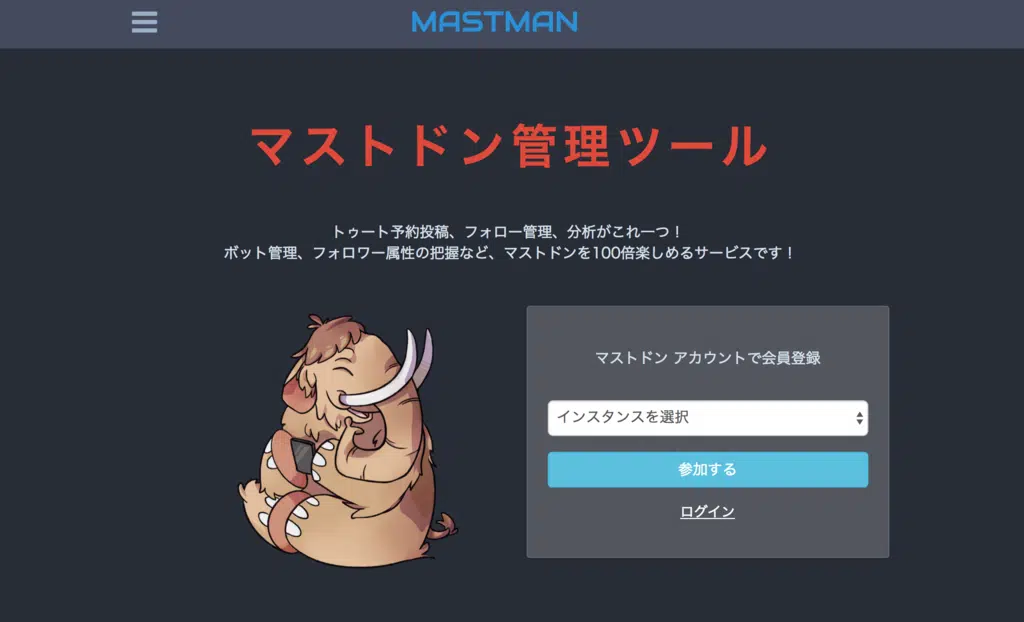 MASTMAN
マストドン管理ツール
トゥート予約投稿、フォロー管理、分析がこれ一つ！
ボット管理、フォロワー属性の把握など、マストドンを100倍楽しめるサービスです！
マストドン アカウントで会員登録
インスタンスを選択
参加する
ログイン